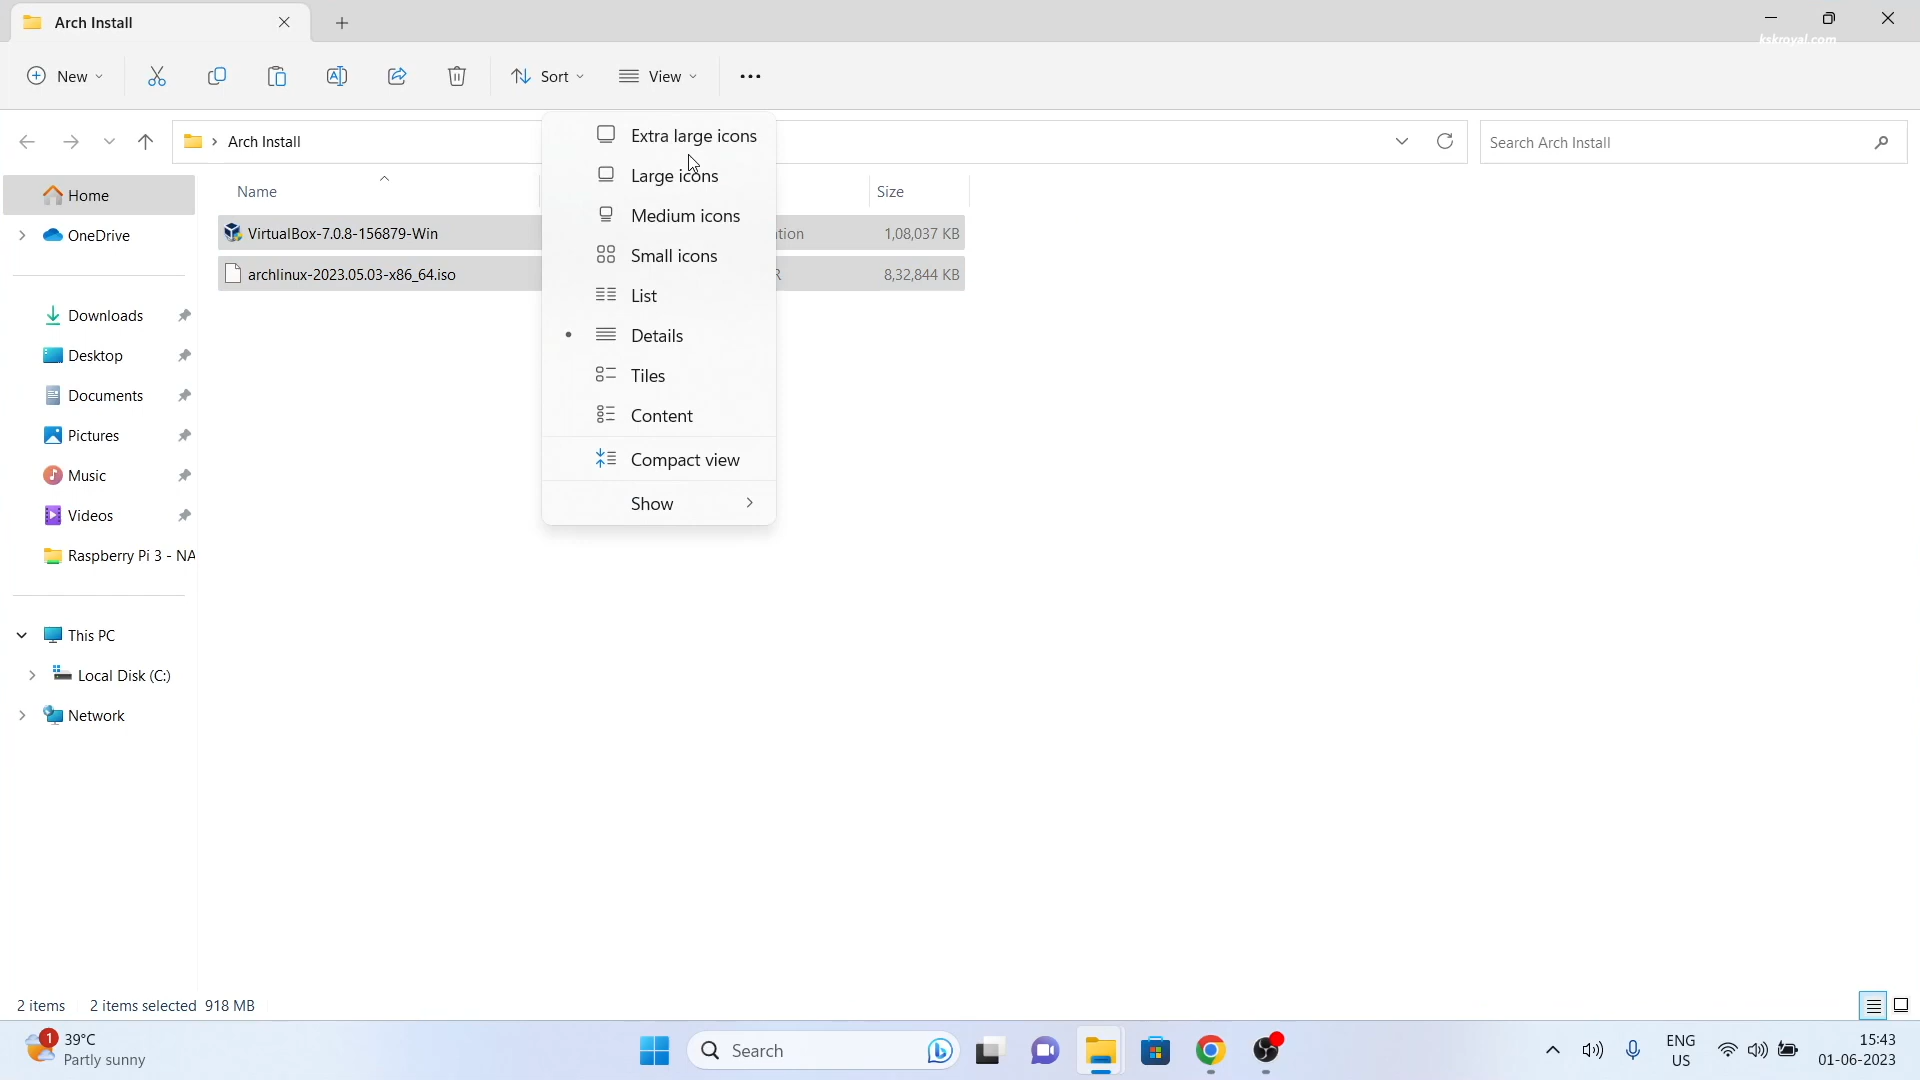 Arch Install
kskroyal.com
New
Sort
View
Arch Install
Search Arch Install
Extra large icons
Large icons
Medium icons
Small icons
List
Details
Tiles
Content
Compact view
Show
Name
Size
VirtualBox-7.0.8-156879-Win
tion
1,08,037 KB
archlinux-2023.05.03-x86_64.iso
R
8,32,844 KB
Home
OneDrive
Downloads
Desktop
Documents
Pictures
Music
Videos
Raspberry Pi 3 - NA
This PC
Local Disk (C:)
Network
2 items 2 items selected 918 MB
1
39°C
Partly sunny
Search
ENG
US
15:43
01-06-2023